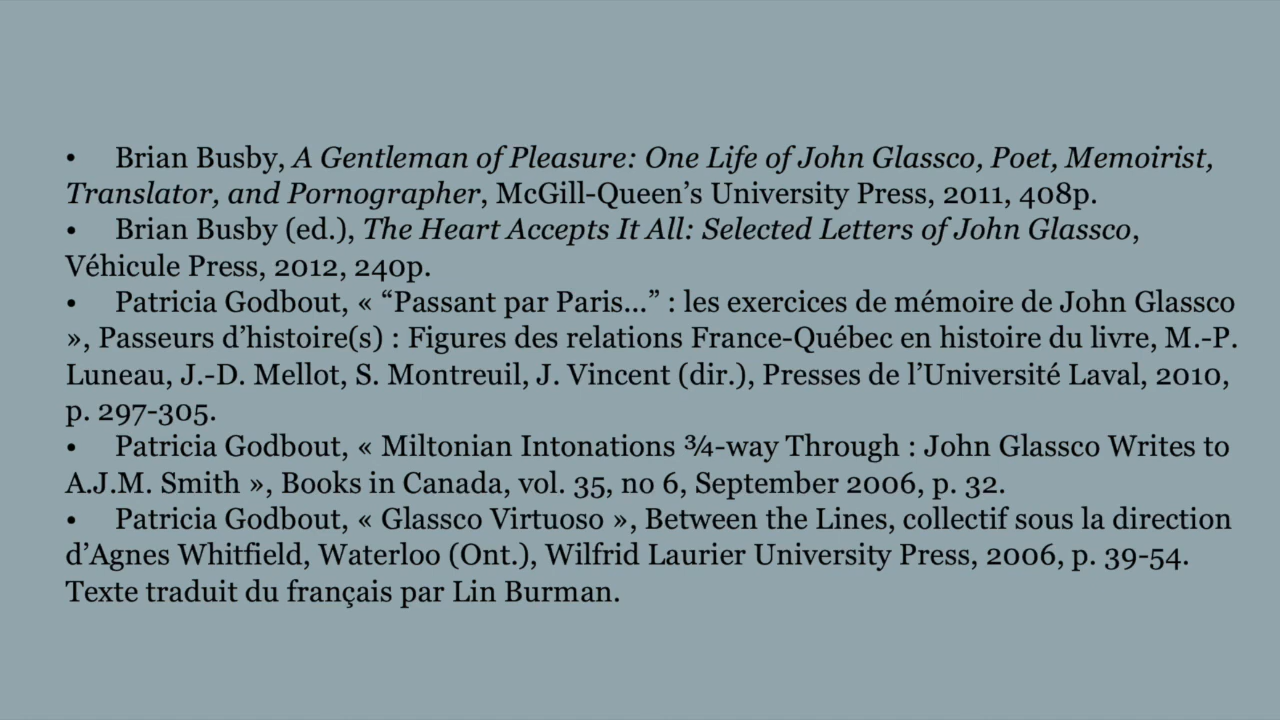 • Brian Busby, A Gentleman of Pleasure: One Life of John Glassco, Poet, Memoirist,
Translator, and Pornographer, McGill-Queen’s University Press, 2011, 408p.
• Brian Busby (ed.), The Heart Accepts It All: Selected Letters of John Glassco,
Véhicule Press, 2012, 240p.
• Patricia Godbout, « “Passant par Paris…” : les exercices de mémoire de John Glassco
», Passeurs d’histoire(s) : Figures des relations France-Québec en histoire du livre, M.-P.
Luneau, J.-D. Mellot, S. Montreuil, J. Vincent (dir.), Presses de l’Université Laval, 2010,
p. 297-305.
• Patricia Godbout, « Miltonian Intonations ¾-way Through : John Glassco Writes to
A.J.M. Smith », Books in Canada, vol. 35, no 6, September 2006, p. 32.
• Patricia Godbout, « Glassco Virtuoso », Between the Lines, collectif sous la direction
d’Agnes Whitfield, Waterloo (Ont.), Wilfrid Laurier University Press, 2006, p. 39-54.
Texte traduit du français par Lin Burman.